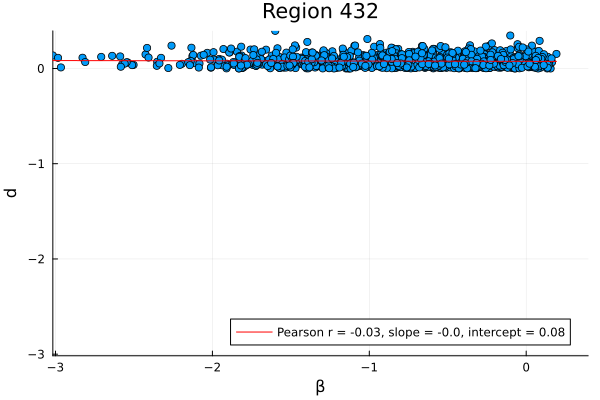 Region 432
0
−1
−2
−3
d
Pearson r = -0.03, slope = -0.0, intercept = 0.08
−3
−2
−1
0
β